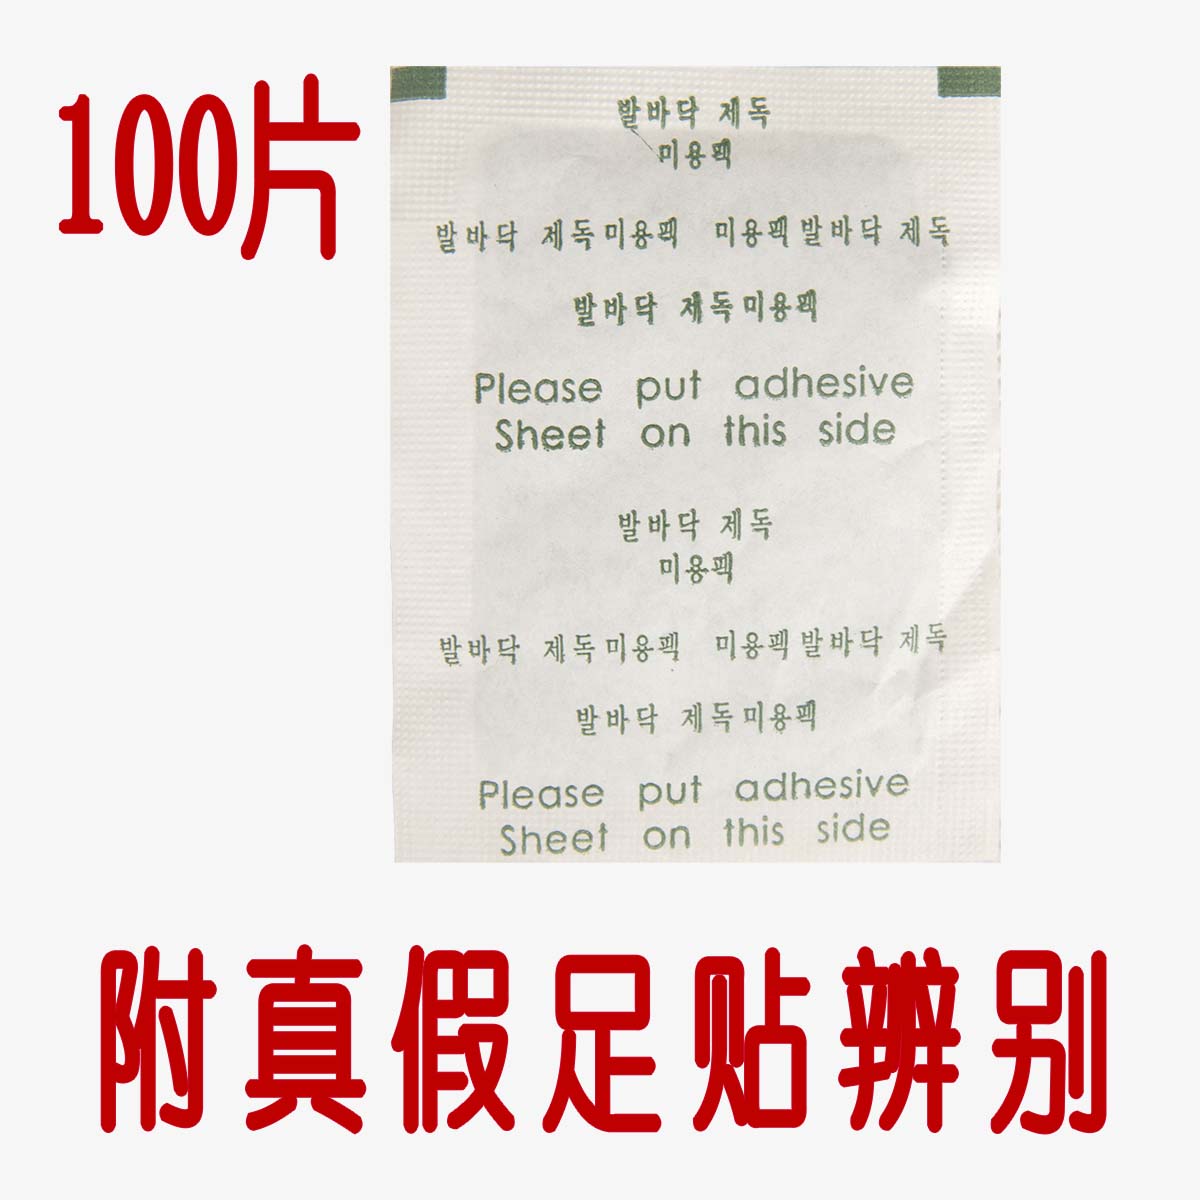 100片
발바닥 제독
미용팩
발바닥 제독미용팩 미용팩발바닥 제독
발바닥 제독미용팩
Please put adhesive
Sheet on this side
발바닥 제독
미용팩
발바닥 제독미용팩 미용팩발바닥 제독
발바닥 제독미용팩
Please put adhesive
Sheet on this side
附真假足贴辨别